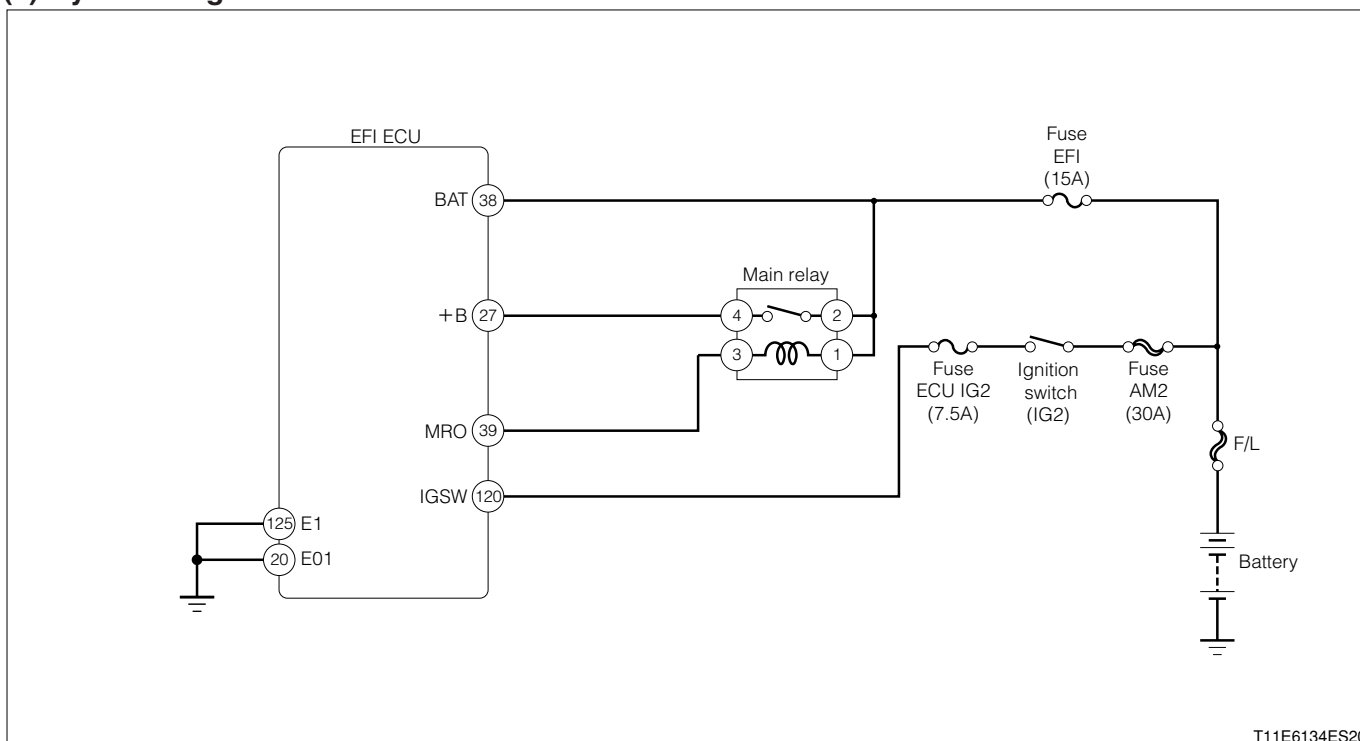 EFI ECU
Fuse
EFI
(15A)
BAT 38
Main relay
+B 27
4
2
3
1
Fuse
ECU IG2
(7.5A)
Ignition
switch
(IG2)
Fuse
AM2
(30A)
MRO 39
F/L
IGSW 120
125 E1
20 E01
Battery
T11E6134ES20